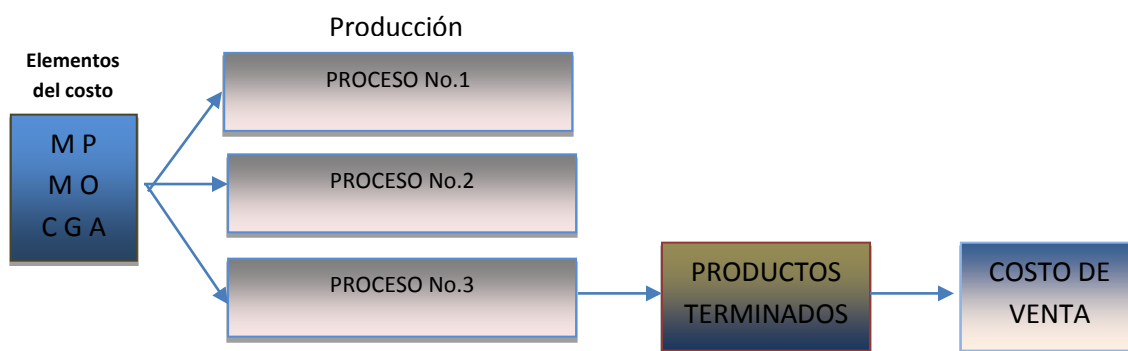 Producción
Elementos
del costo
M P
M O
C G A
PROCESO No.1
PROCESO No.2
PROCESO No.3
PRODUCTOS
TERMINADOS
COSTO DE
VENTA